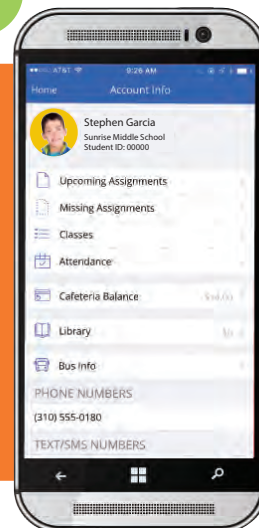 AT&T 9:26 AM
Home Account Info
Stephen Garcia
Sunrise Middle School
Student ID: 00000
Upcoming Assignments
Missing Assignments
Classes
Attendance
Cafeteria Balance
Library
Bus Info
PHONE NUMBERS
(310) 555-0180
TEXT/SMS NUMBERS